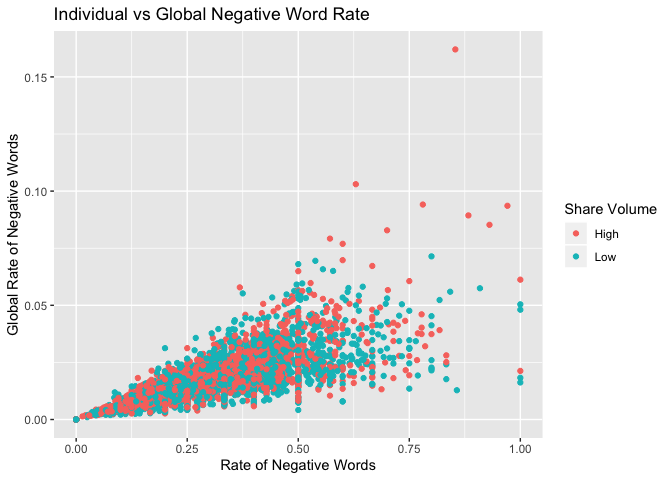 Individual vs Global Negative Word Rate
Global Rate of Negative Words
0.15
0.10
0.05
0.00
0.00 0.25 0.50 0.75 1.00
Rate of Negative Words
Share Volume
High
Low